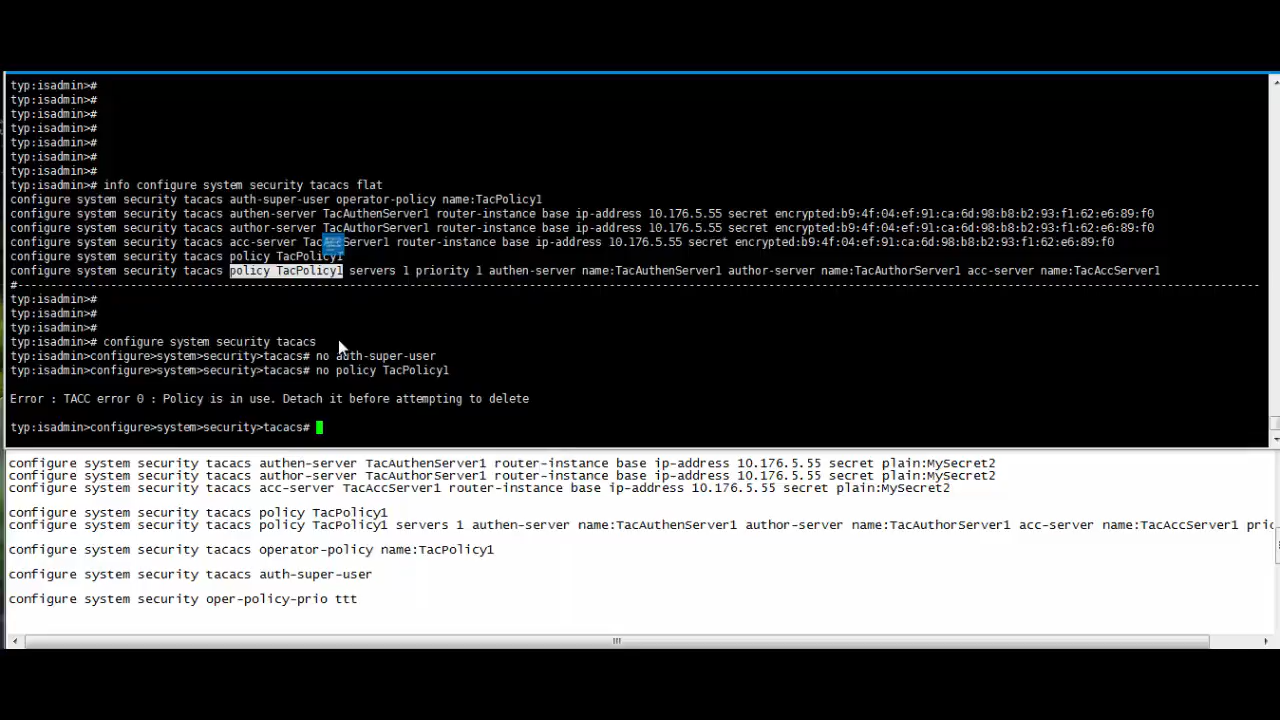 typ:isadmin>#
typ:isadmin>#
typ:isadmin>#
typ:isadmin>#
typ:isadmin>#
typ:isadmin>#
typ:isadmin>#
typ:isadmin># info configure system security tacacs flat
configure system security tacacs auth-super-user operator-policy name:TacPolicy1
configure system security tacacs authen-server TacAuthenServer1 router-instance base ip-address 10.176.5.55 secret encrypted:b9:4f:04:ef:91:ca:6d:98:b8:b2:93:f1:62:e6:89:f0
configure system security tacacs author-server TacAuthorServer1 router-instance base ip-address 10.176.5.55 secret encrypted:b9:4f:04:ef:91:ca:6d:98:b8:b2:93:f1:62:e6:89:f0
configure system security tacacs acc-server Tac Server1 router-instance base ip-address 10.176.5.55 secret encrypted:b9:4f:04:ef:91:ca:6d:98:b8:b2:93:f1:62:e6:89:f0
configure system security tacacs policy TacPolicy1
configure system security tacacs policy TacPolicy1 servers 1 priority 1 authen-server name:TacAuthenServer1 author-server name:TacAuthorServer1 acc-server name:TacAccServer1
#----------------------------------------------------------------------------------------------------
typ:isadmin>#
typ:isadmin>#
typ:isadmin>#
typ:isadmin># configure system security tacacs
typ:isadmin>configure>system>security>tacacs# no auth-super-user
typ:isadmin>configure>system>security>tacacs# no policy TacPolicy1
Error : TACC error 0 : Policy is in use. Detach it before attempting to delete
typ:isadmin>configure>system>security>tacacs#
configure system security tacacs authen-server TacAuthenServer1 router-instance base ip-address 10.176.5.55 secret plain:MySecret2
configure system security tacacs author-server TacAuthorServer1 router-instance base ip-address 10.176.5.55 secret plain:MySecret2
configure system security tacacs acc-server TacAccServer1 router-instance base ip-address 10.176.5.55 secret plain:MySecret2
configure system security tacacs policy TacPolicy1
configure system security tacacs policy TacPolicy1 servers 1 authen-server name:TacAuthenServer1 author-server name:TacAuthorServer1 acc-server name:TacAccServer1 pric
configure system security tacacs operator-policy name:TacPolicy1
configure system security tacacs auth-super-user
configure system security oper-policy-prio ttt